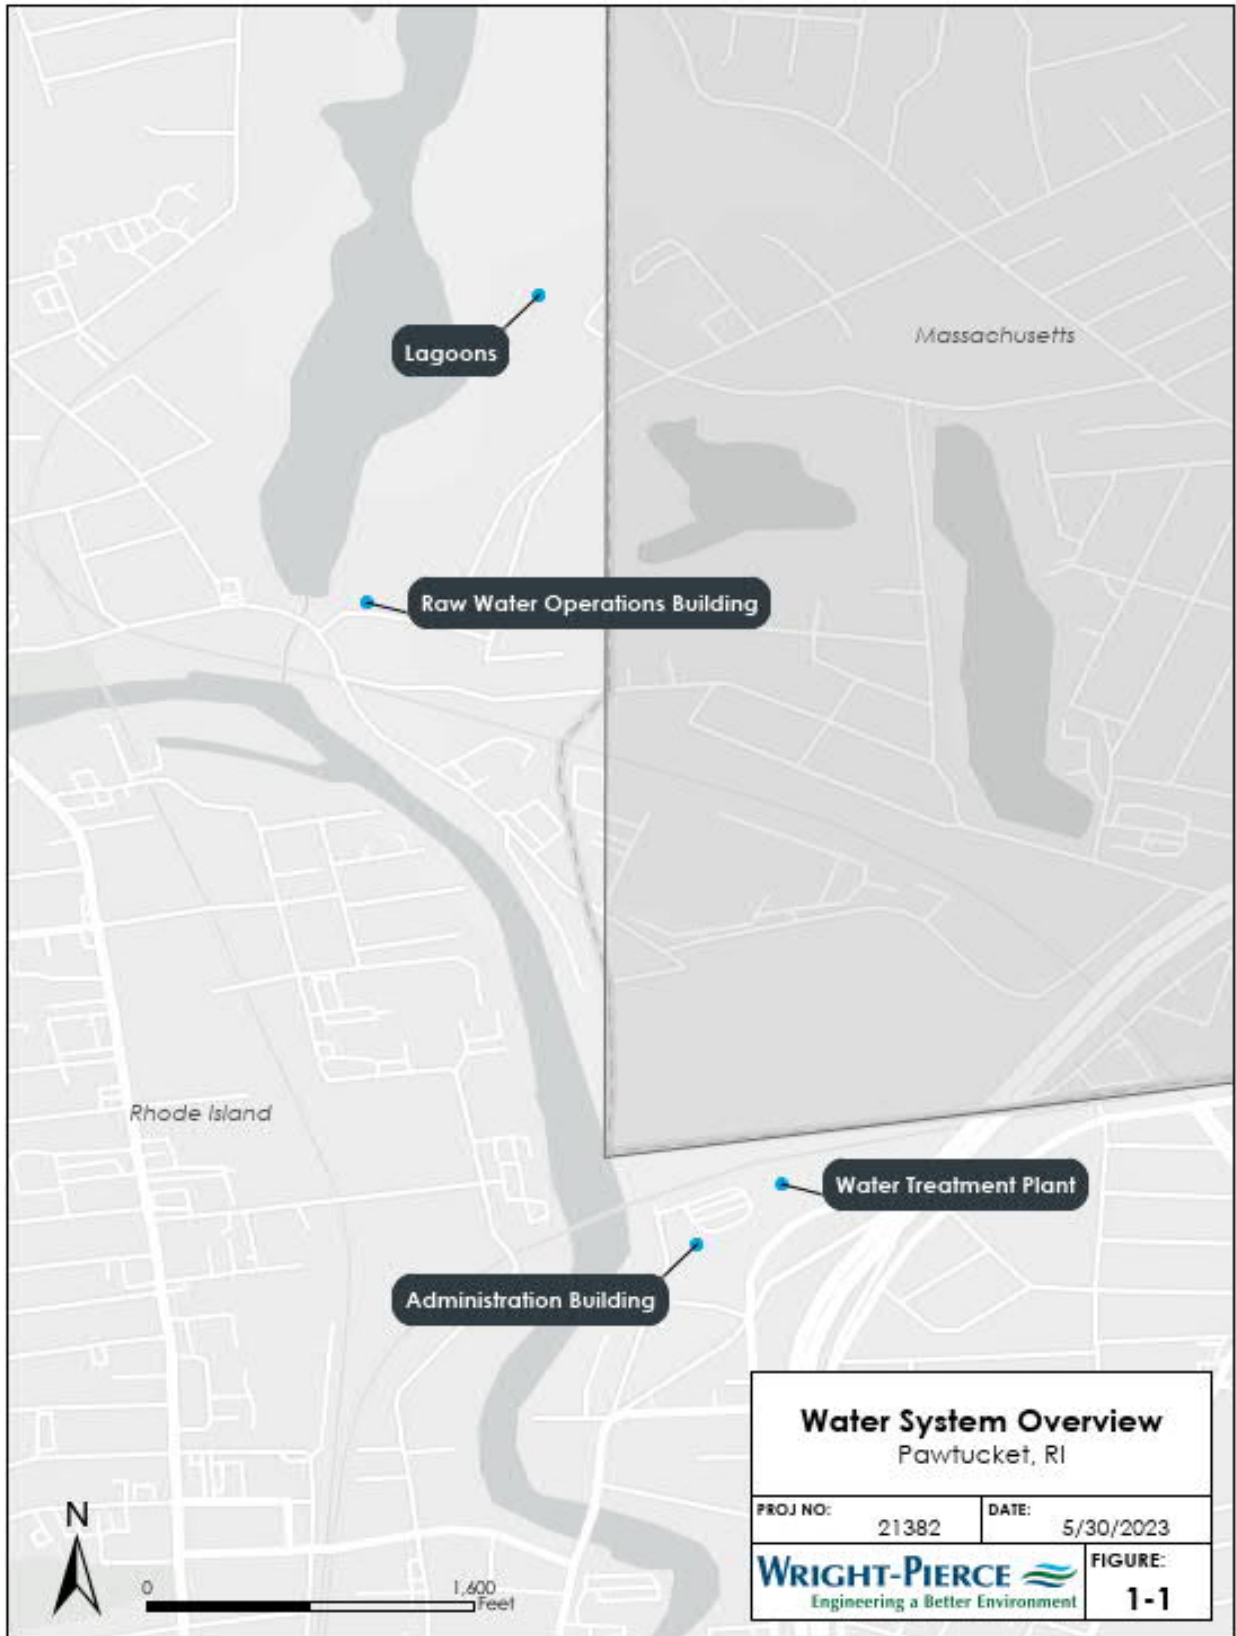 Massachusetts
Lagoons
Raw Water Operations Building
Rhode Island
Water Treatment Plant
Administration Building
Water System Overview
Pawtucket, RI
PROJ NO: 21382
DATE: 5/30/2023
WRIGHT-PIERCE
Engineering a Better Environment
FIGURE:
1-1
N
0 1,600
Feet